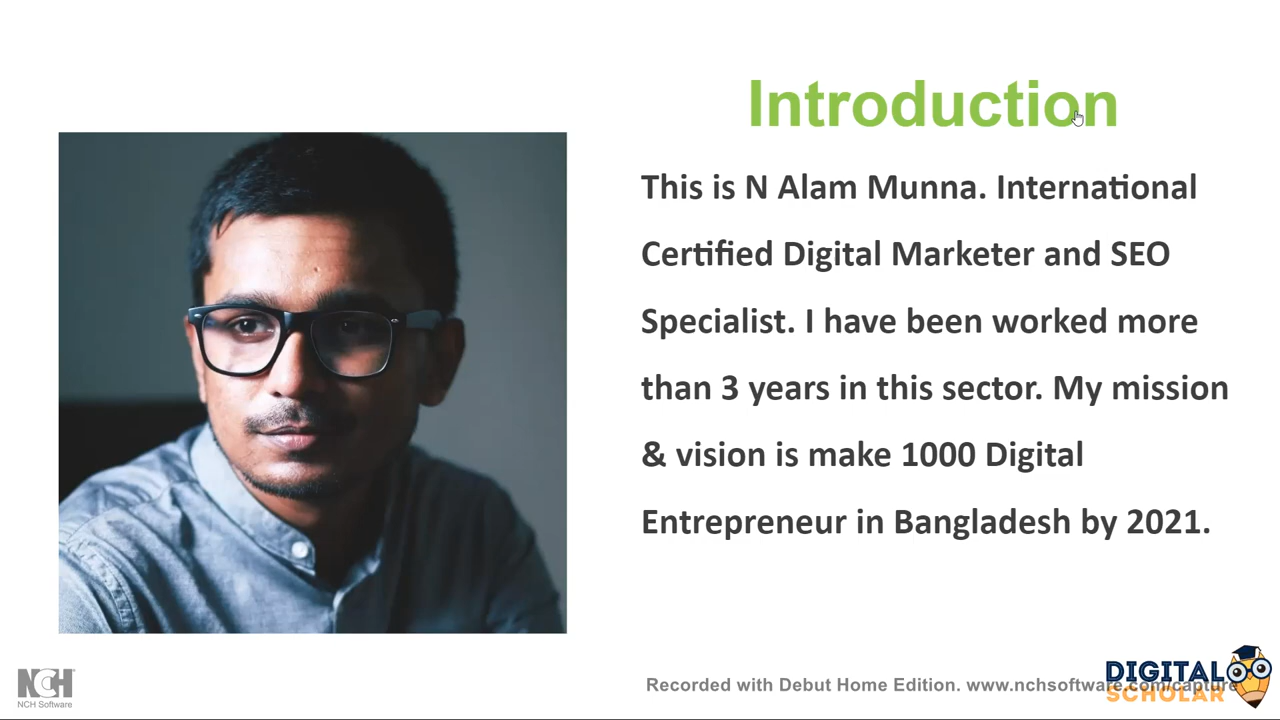 Introduction
This is N Alam Munna. International
Certified Digital Marketer and SEO
Specialist. I have been worked more
than 3 years in this sector. My mission
& vision is make 1000 Digital
Entrepreneur in Bangladesh by 2021.
NCH®
NCH Software
Recorded with Debut Home Edition. www.nchsoftware.com/capture
DIGITAL
SCHOLAR